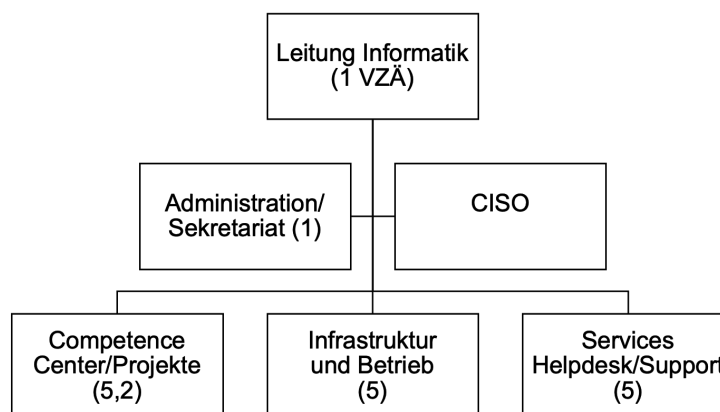 Leitung Informatik
(1 VZÄ)
Administration/
Sekretariat (1)
CISO
Competence
Center/Projekte
(5,2)
Infrastruktur
und Betrieb
(5)
Services
Helpdesk/Support
(5)